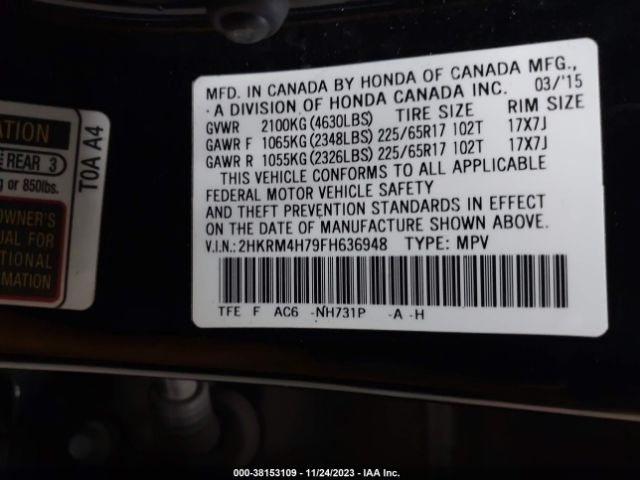 ATION
REAR 3
g or 850lbs.
OWNER'S
UAL FOR
TIONAL
RMATION
T0A A4
MFD. IN CANADA BY HONDA OF CANADA MFG.,
A DIVISION OF HONDA CANADA INC. 03/'15
GVWR 2100KG (4630LBS) TIRE SIZE RIM SIZE
GAWR F 1065KG (2348LBS) 225/65R17 102T 17X7J
GAWR R 1055KG (2326LBS) 225/65R17 102T 17X7J
THIS VEHICLE CONFORMS TO ALL APPLICABLE
FEDERAL MOTOR VEHICLE SAFETY
AND THEFT PREVENTION STANDARDS IN EFFECT
ON THE DATE OF MANUFACTURE SHOWN ABOVE.
V.I.N.: 2HKRM4H79FH636948 TYPE: MPV
TFE F AC6 -NH731P -A -H
000-38153109 - 11/24/2023 - IAA Inc.